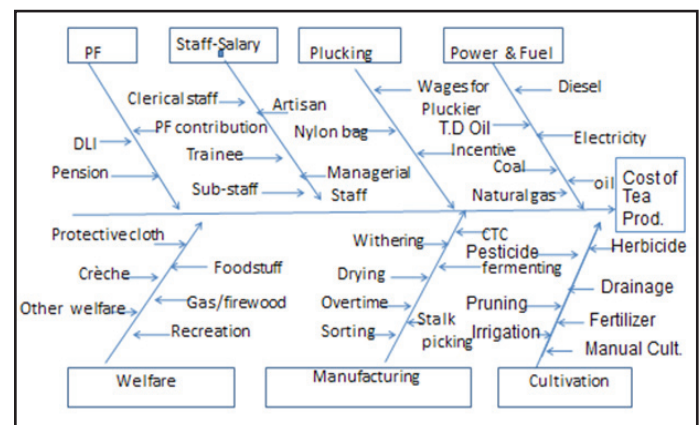 PF
Staff-Salary
Plucking
Power & Fuel
Clerical staff
Artisan
Wages for
Pluckier
Diesel
DLI
PF contribution
Nylon bag
T.D Oil
Electricity
Trainee
Incentive
Pension
Managerial
Staff
Coal
Sub-staff
Natural gas
oil
Cost of
Tea
Prod.
Protective cloth
Withering
CTC
Pesticide
Herbicide
Crèche
Foodstuff
Drying
fermenting
Drainage
Other welfare
Gas/firewood
Overtime
Pruning
Fertilizer
Recreation
Sorting
Stalk
picking
Irrigation
Manual Cult.
Welfare
Manufacturing
Cultivation